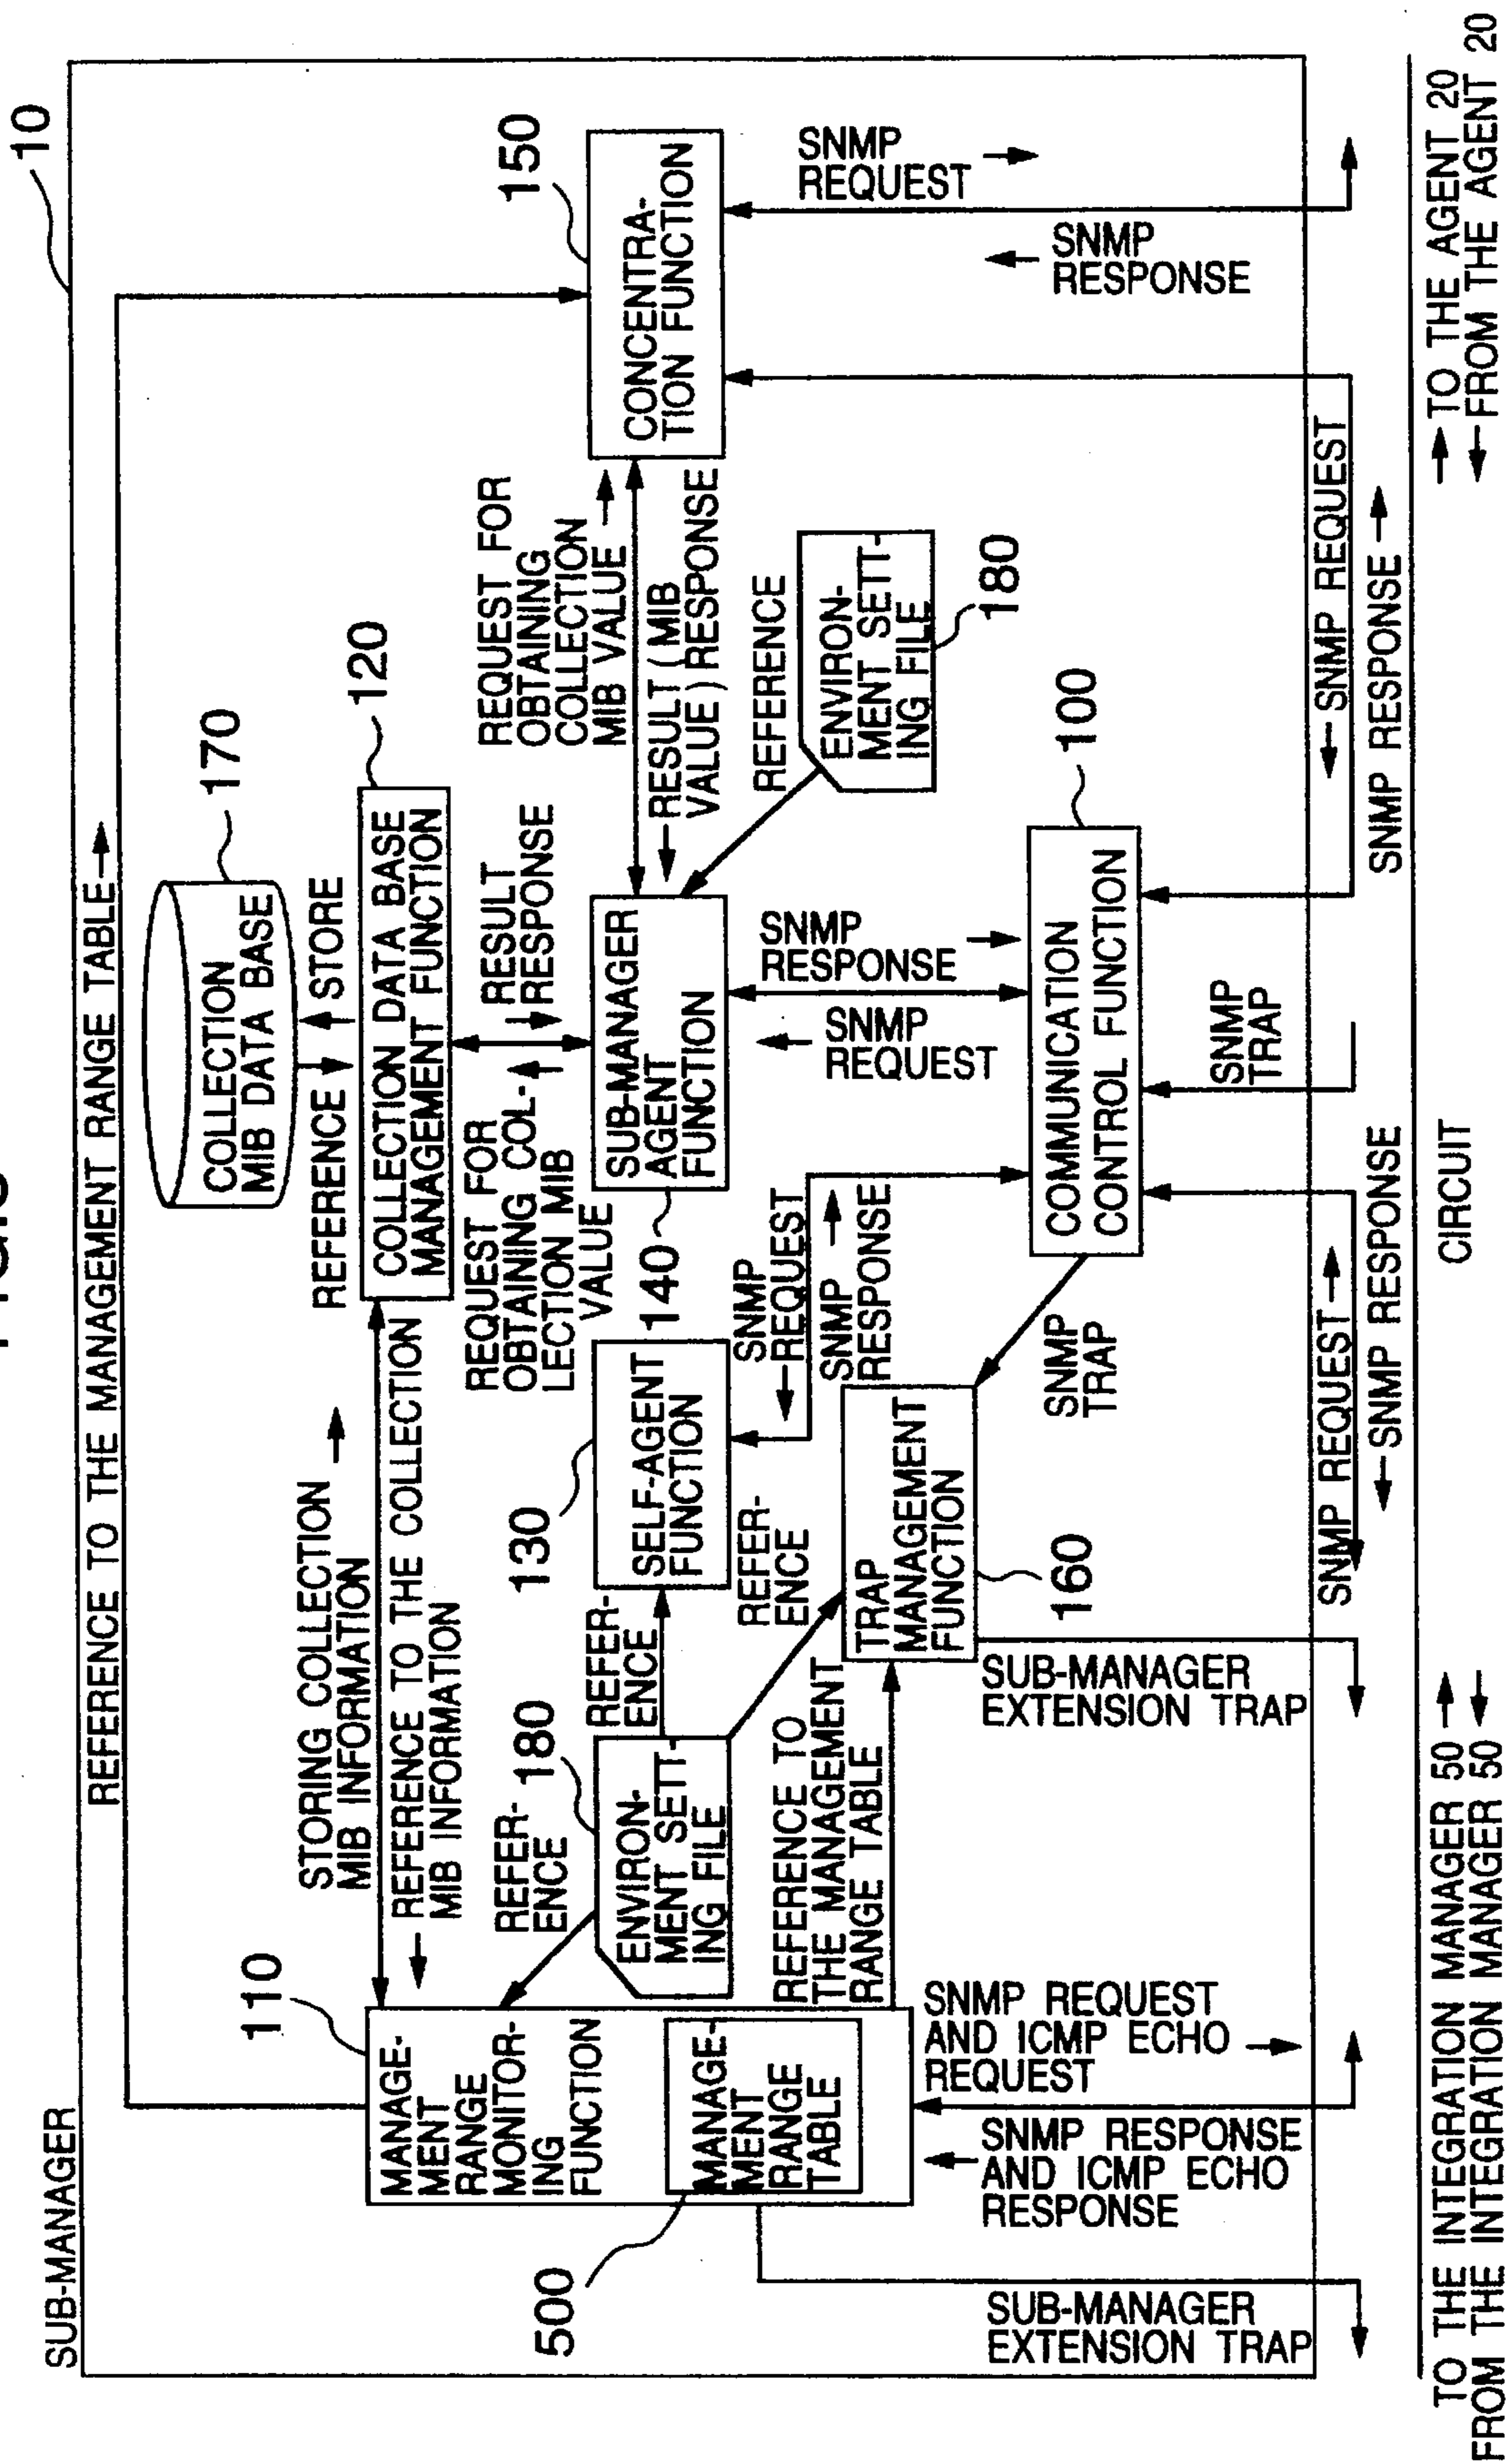 SUB-MANAGER
10
REFERENCE TO THE MANAGEMENT RANGE TABLE→
170
COLLECTION
MIB DATA BASE
REFERENCE
STORE
120
COLLECTION DATA BASE
MANAGEMENT FUNCTION
110
STORING COLLECTION →
MIB INFORMATION
← REFERENCE TO THE COLLECTION
MIB INFORMATION
MANAGE-
MENT
RANGE
MONITOR-
ING
FUNCTION
500
MANAGE-
MENT
RANGE
TABLE
REFER-
ENCE
180
ENVIRON-
MENT SETT-
ING FILE
REFER-
ENCE
130
SELF-AGENT
FUNCTION
REFER-
ENCE
REQUEST FOR
OBTAINING COL-
LECTION MIB
VALUE
RESULT
RESPONSE
140
SUB-MANAGER
AGENT
FUNCTION
REQUEST FOR
OBTAINING
COLLECTION
MIB VALUE →
← RESULT (MIB
VALUE) RESPONSE
150
CONCENTRA-
TION FUNCTION
REFERENCE
ENVIRON-
MENT SETT-
ING FILE
180
SNMP
← REQUEST
SNMP →
RESPONSE
SNMP
RESPONSE
SNMP
REQUEST
SNMP
REQUEST
SNMP
RESPONSE
REFERENCE TO
THE MANAGEMENT
RANGE TABLE
TRAP
MANAGEMENT
FUNCTION
160
SNMP
TRAP
100
COMMUNICATION
CONTROL FUNCTION
SNMP
TRAP
SNMP REQUEST
AND ICMP ECHO
REQUEST
SNMP RESPONSE
AND ICMP ECHO
RESPONSE
SUB-MANAGER
EXTENSION TRAP
SUB-MANAGER
EXTENSION TRAP
SNMP REQUEST →
← SNMP RESPONSE
← SNMP REQUEST
SNMP RESPONSE →
CIRCUIT
TO THE INTEGRATION MANAGER 50 →
FROM THE INTEGRATION MANAGER 50 ←
→ TO THE AGENT 20
← FROM THE AGENT 20